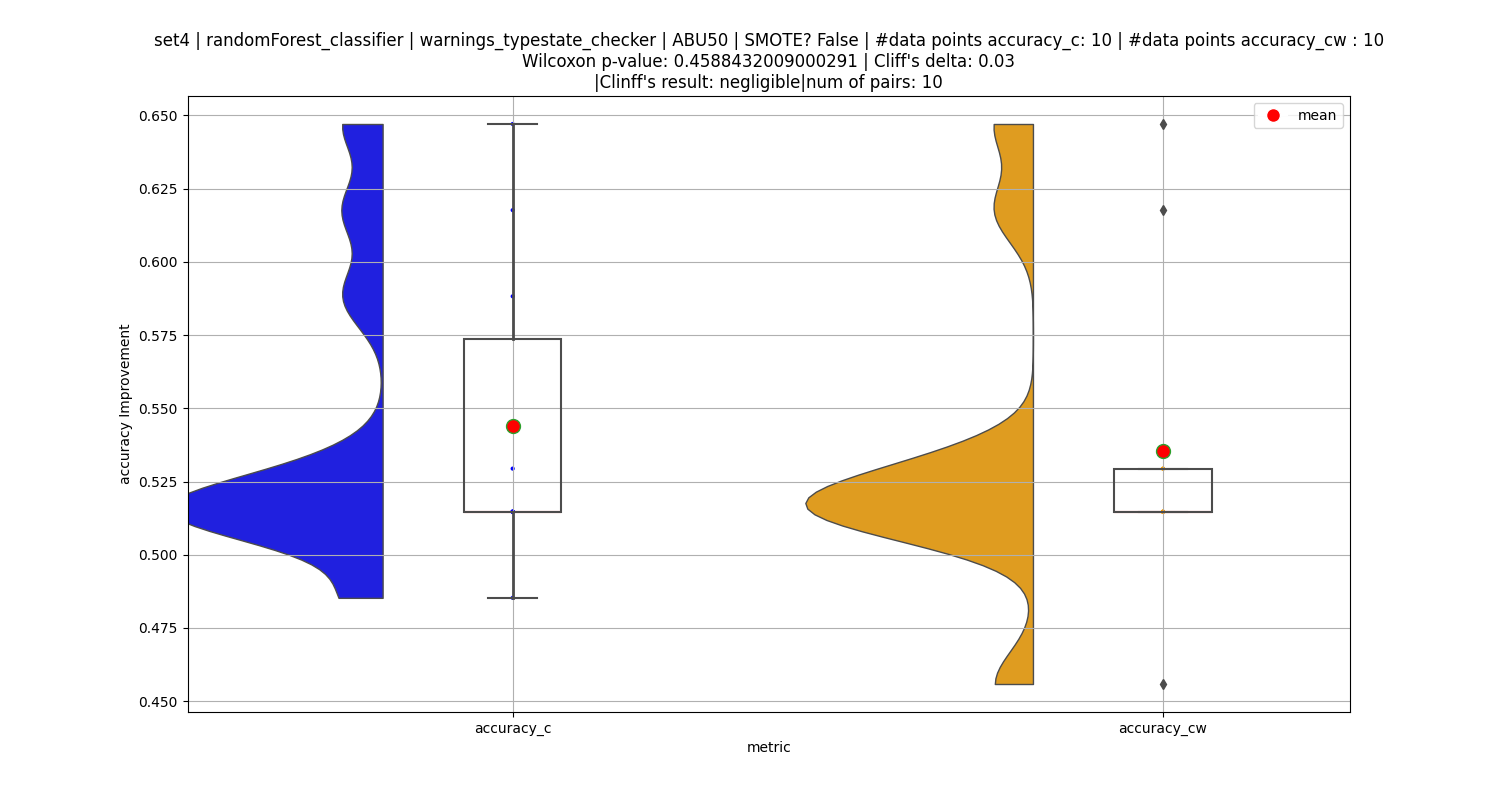 set4 | randomForest_classifier | warnings_typestate_checker | ABU50 | SMOTE? False | #data points accuracy_c: 10 | #data points accuracy_cw : 10
Wilcoxon p-value: 0.4588432009000291 | Cliff's delta: 0.03
|Clinff's result: negligible|num of pairs: 10
mean
0.650
0.625
0.600
0.575
0.550
0.525
0.500
0.475
0.450
accuracy Improvement
accuracy_c
accuracy_cw
metric